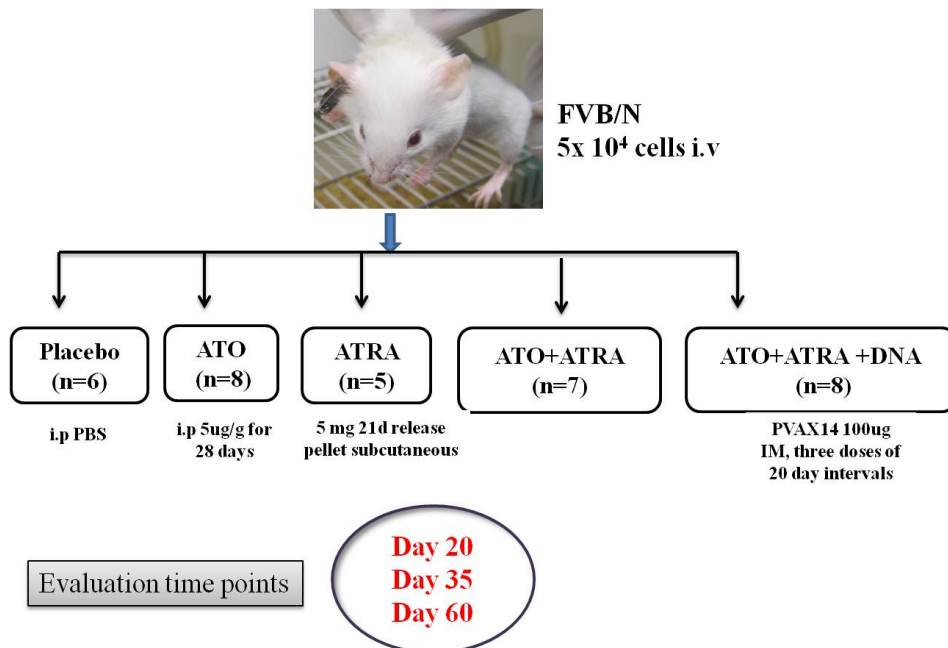 FVB/N
5x 10⁴ cells i.v
Placebo
(n=6)
i.p PBS
ATO
(n=8)
i.p 5ug/g for
28 days
ATRA
(n=5)
5 mg 21d release
pellet subcutaneous
ATO+ATRA
(n=7)
ATO+ATRA +DNA
(n=8)
PVAX14 100ug
IM, three doses of
20 day intervals
Evaluation time points
Day 20
Day 35
Day 60